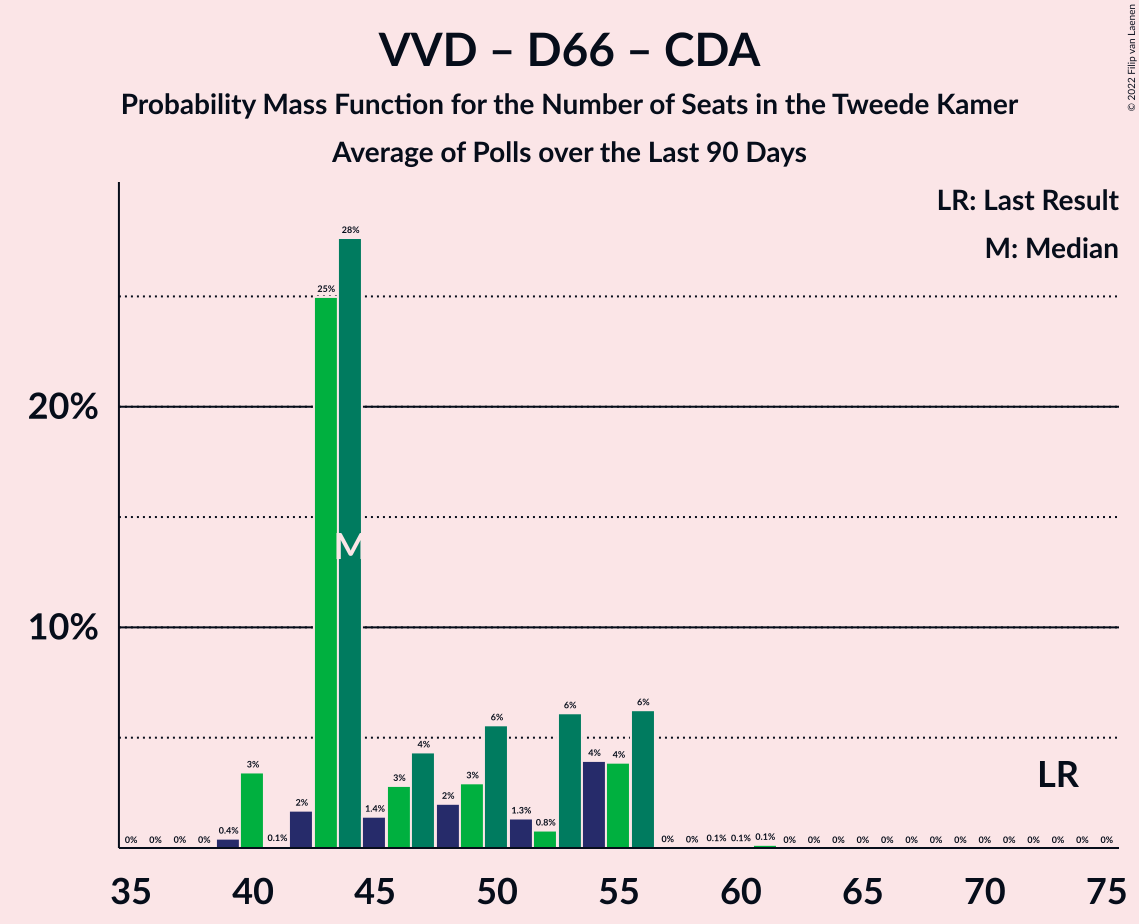 VVD – D66 – CDA
Probability Mass Function for the Number of Seats in the Tweede Kamer
Average of Polls over the Last 90 Days
© 2022 Filip van Laenen
LR: Last Result
M: Median
20%
10%
0% 0% 0% 0% 0.4% 3% 0.1% 2% 25% 28% 1.4% 3% 4% 2% 3% 6% 1.3% 0.8% 6% 4% 4% 6% 0% 0% 0.1% 0.1% 0.1% 0% 0% 0% 0% 0% 0% 0% 0% 0% 0% 0% 0% 0% 0%
M
LR
35 40 45 50 55 60 65 70 75